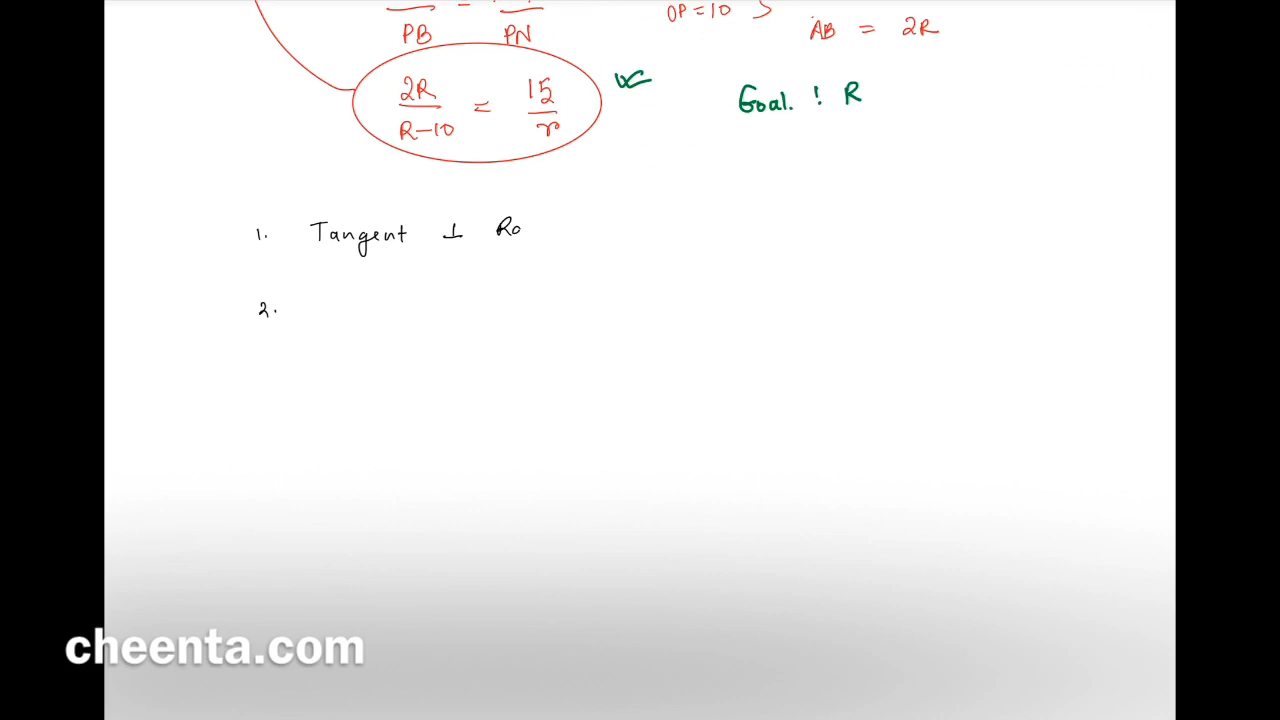 PB = PN
OP = 10
AB = 2R
2R / R-10 = 15 / r
Goal. ! R
1. Tangent ⊥ Ro
2.
cheenta.com